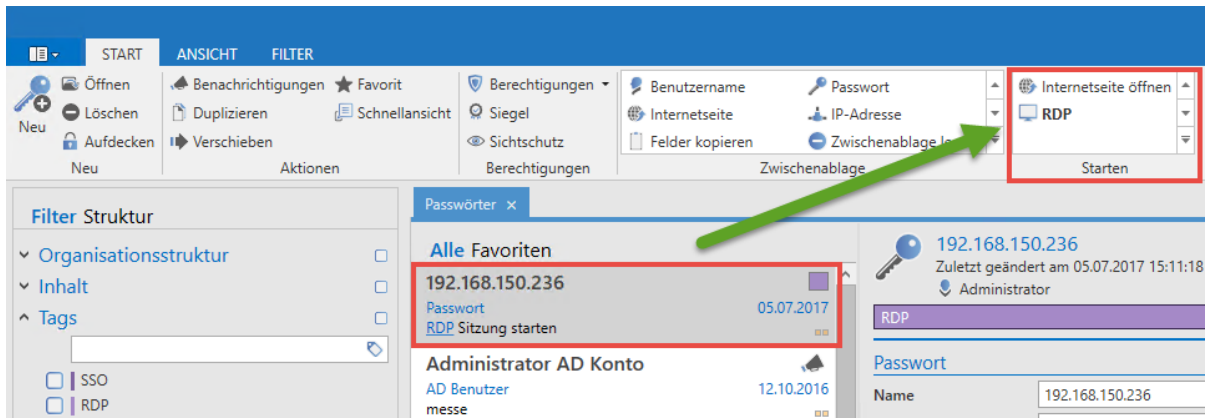 START ANSICHT FILTER
Neu
Öffnen
Löschen
Aufdecken
Neu
Benachrichtigungen
Duplizieren
Verschieben
Favorit
Schnellansicht
Aktionen
Berechtigungen
Siegel
Sichtschutz
Berechtigungen
Benutzername
Internetseite
Felder kopieren
Passwort
IP-Adresse
Zwischenablage
Zwischenablage
Internetseite öffnen
RDP
Starten
Filter Struktur
Organisationsstruktur
Inhalt
Tags
SSO
RDP
Passwörter ×
Alle Favoriten
192.168.150.236
Passwort 05.07.2017
RDP Sitzung starten
Administrator AD Konto
AD Benutzer 12.10.2016
messe
192.168.150.236
Zuletzt geändert am 05.07.2017 15:11:18
Administrator
RDP
Passwort
Name 192.168.150.236